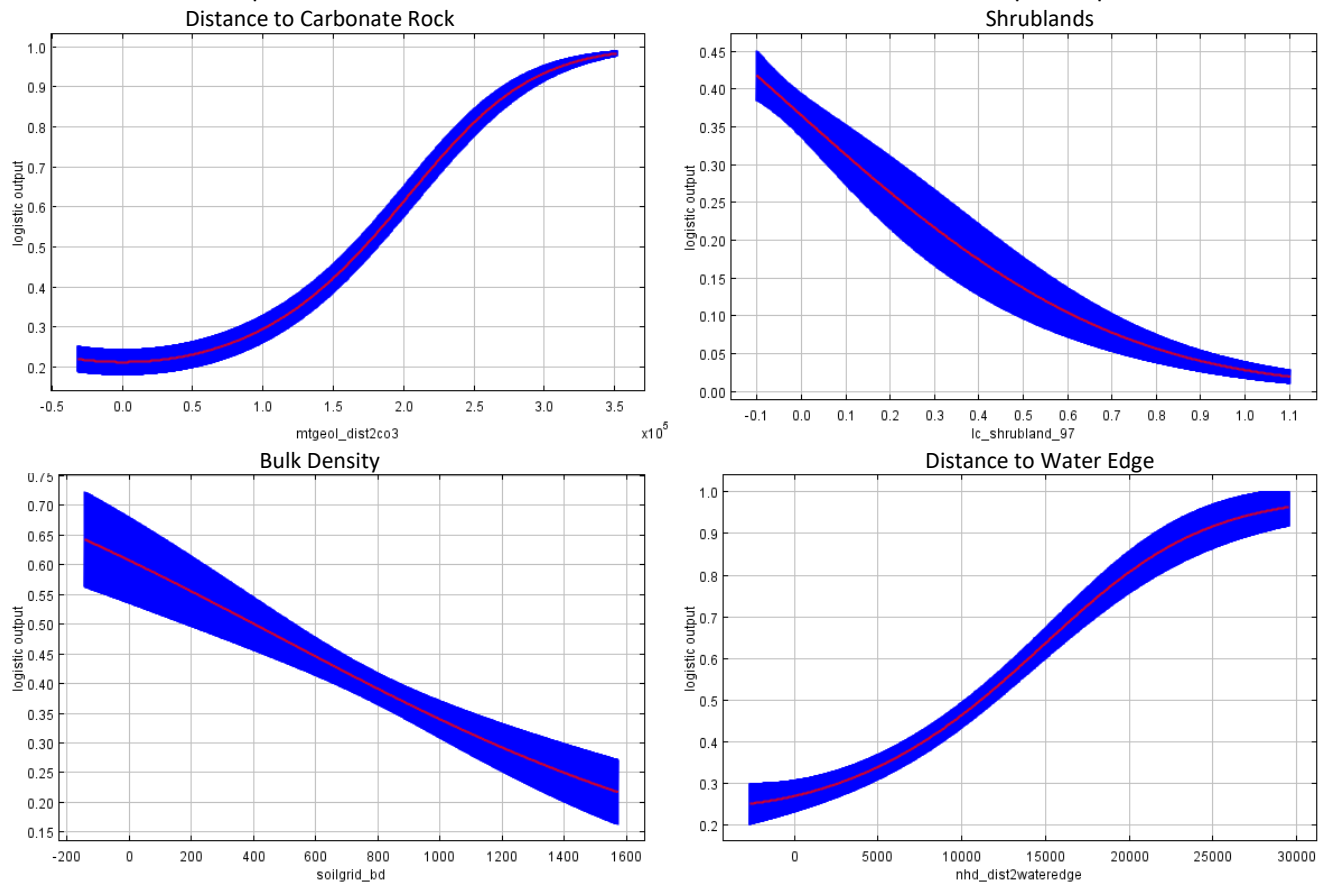 Distance to Carbonate Rock
1.0
0.9
0.8
0.7
0.6
0.5
0.4
0.3
0.2
logistic output
-0.5 0.0 0.5 1.0 1.5 2.0 2.5 3.0 3.5
mtgeol_dist2co3
x10^5
Shrublands
0.45
0.40
0.35
0.30
0.25
0.20
0.15
0.10
0.05
0.00
logistic output
-0.1 0.0 0.1 0.2 0.3 0.4 0.5 0.6 0.7 0.8 0.9 1.0 1.1
lc_shrubland_97
Bulk Density
0.75
0.70
0.65
0.60
0.55
0.50
0.45
0.40
0.35
0.30
0.25
0.20
0.15
logistic output
-200 0 200 400 600 800 1000 1200 1400 1600
soilgrid_bd
Distance to Water Edge
1.0
0.9
0.8
0.7
0.6
0.5
0.4
0.3
0.2
logistic output
0 5000 10000 15000 20000 25000 30000
nhd_dist2wateredge